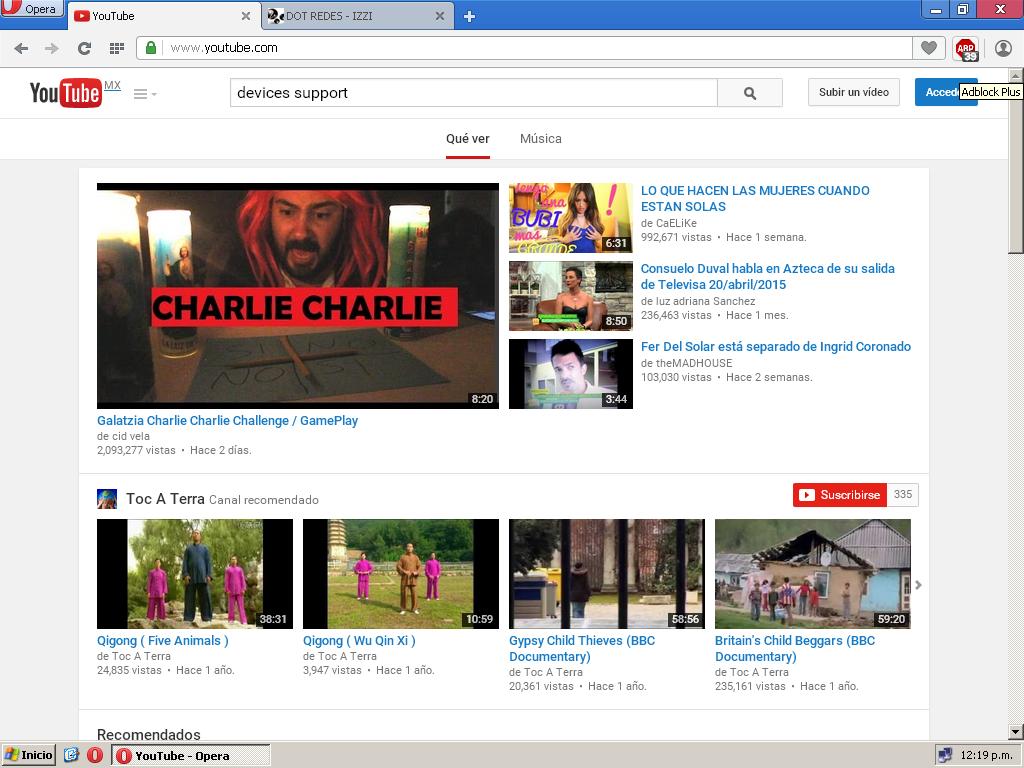 Opera
YouTube
DOT REDES - IZZI
www.youtube.com
ABP
39
YouTube MX
devices support
Subir un vídeo
Accede
Adblock Plus
Qué ver
Música
CHARLIE CHARLIE
8:20
Galatzia Charlie Charlie Challenge / GamePlay
de cid vela
2,093,277 vistas • Hace 2 días.
Tengo
una
BUBI
mas
GRANDE
!
6:31
LO QUE HACEN LAS MUJERES CUANDO
ESTAN SOLAS
de CaELiKe
992,671 vistas • Hace 1 semana.
8:50
Consuelo Duval habla en Azteca de su salida
de Televisa 20/abril/2015
de luz adriana Sanchez
236,463 vistas • Hace 1 mes.
3:44
Fer Del Solar está separado de Ingrid Coronado
de theMADHOUSE
103,030 vistas • Hace 2 semanas.
Toc A Terra Canal recomendado
Suscribirse 335
38:31
Qigong ( Five Animals )
de Toc A Terra
24,835 vistas • Hace 1 año.
10:59
Qigong ( Wu Qin Xi )
de Toc A Terra
3,947 vistas • Hace 1 año.
58:56
Gypsy Child Thieves (BBC
Documentary)
de Toc A Terra
20,361 vistas • Hace 1 año.
59:20
Britain's Child Beggars (BBC
Documentary)
de Toc A Terra
235,161 vistas • Hace 1 año.
Recomendados
Inicio
YouTube - Opera
12:19 p.m.